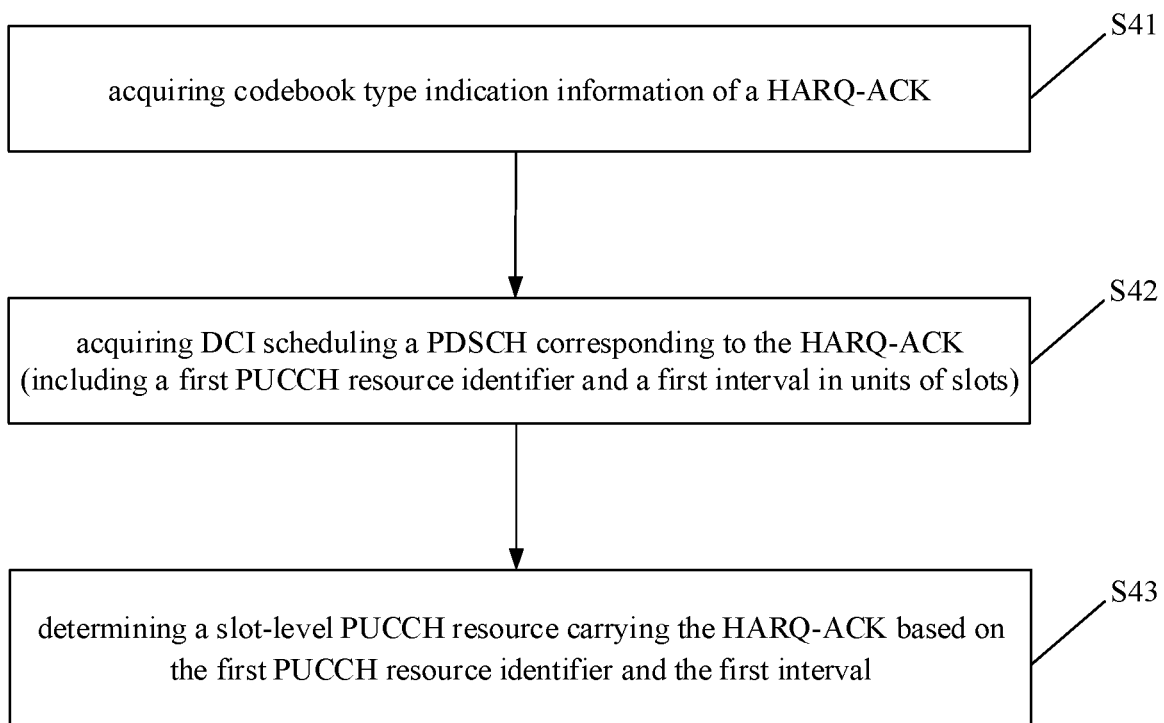 S41
acquiring codebook type indication information of a HARQ-ACK
S42
acquiring DCI scheduling a PDSCH corresponding to the HARQ-ACK
(including a first PUCCH resource identifier and a first interval in units of slots)
S43
determining a slot-level PUCCH resource carrying the HARQ-ACK based on
the first PUCCH resource identifier and the first interval